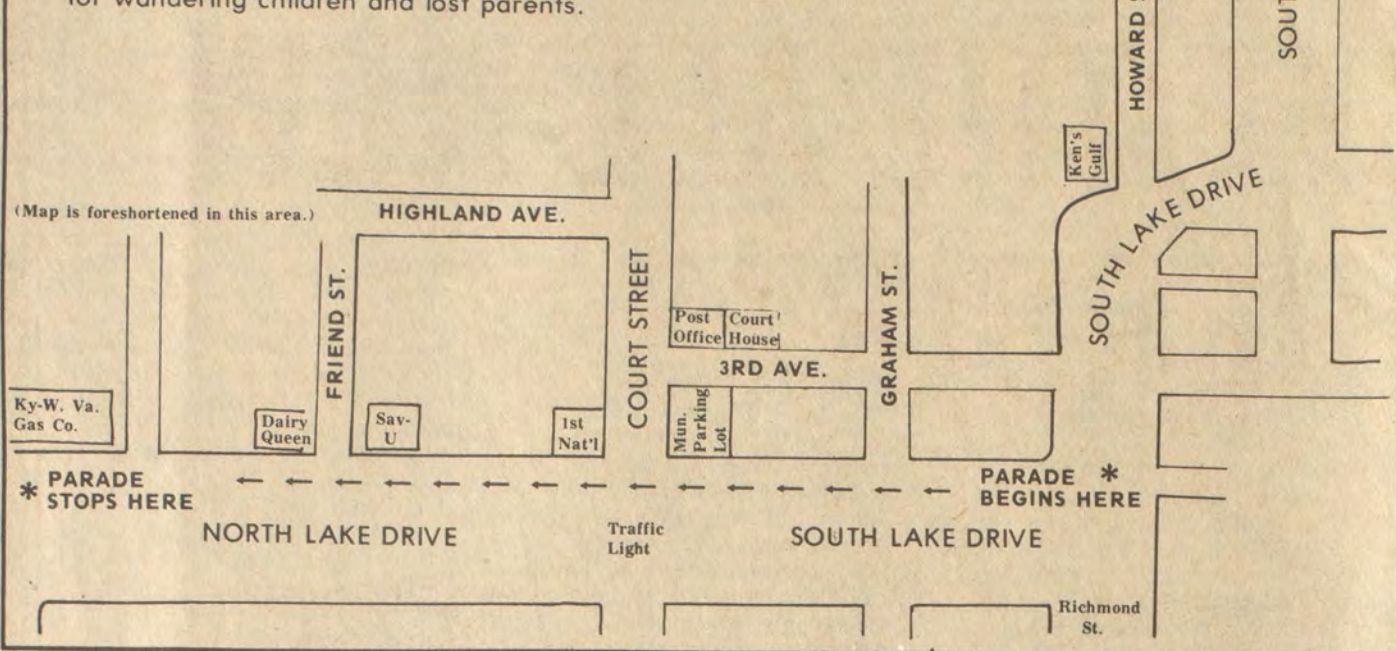 for wandering children and lost parents.
HOWARD
SOUT
Ken's
Gulf
SOUTH LAKE DRIVE
(Map is foreshortened in this area.)
HIGHLAND AVE.
FRIEND ST.
COURT STREET
Post
Office
Court
House
3RD AVE.
GRAHAM ST.
Ky-W. Va.
Gas Co.
Dairy
Queen
Sav-
U
1st
Nat'l
Mun.
Parking
Lot
* PARADE
STOPS HERE
PARADE *
BEGINS HERE
NORTH LAKE DRIVE
Traffic
Light
SOUTH LAKE DRIVE
Richmond
St.